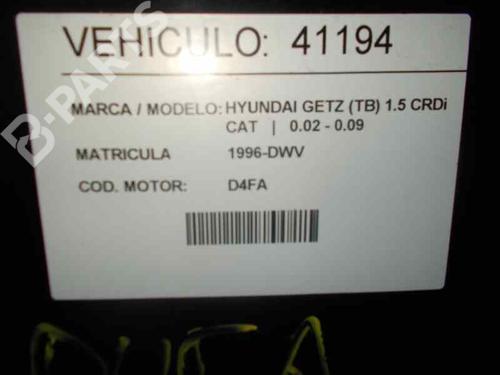 VEHICULO: 41194
MARCA / MODELO: HYUNDAI GETZ (TB) 1.5 CRDi
CAT | 0.02 - 0.09
MATRICULA 1996-DWV
COD. MOTOR: D4FA
B-PARTS